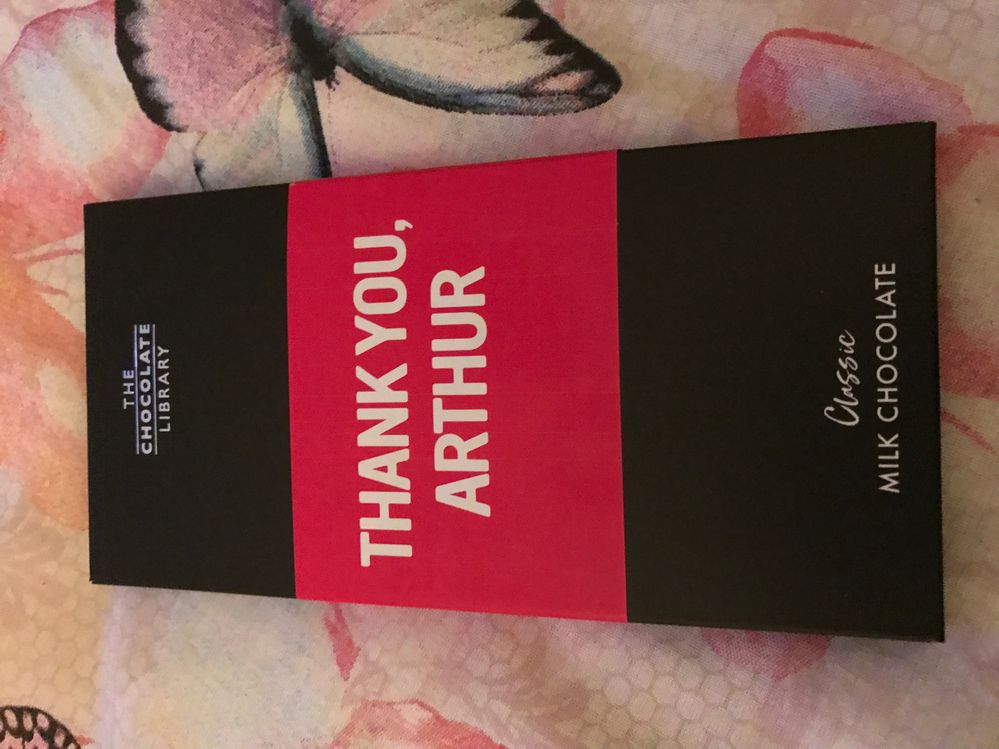 THE
CHOCOLATE
LIBRARY
THANK YOU,
ARTHUR
Classic
MILK CHOCOLATE